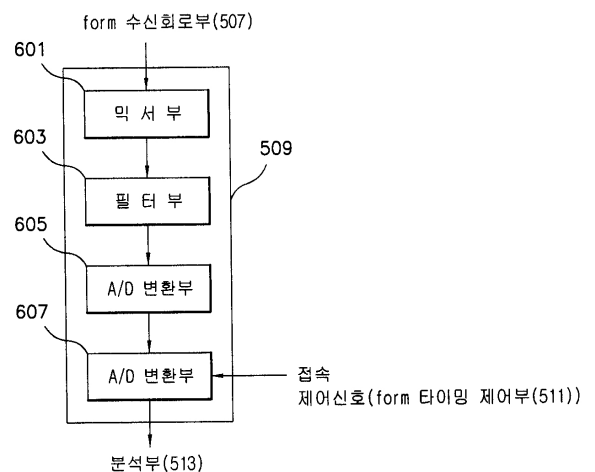 form 수신회로부(507)
601
믹 서 부
603
509
필 터 부
605
A/D 변환부
607
A/D 변환부
접속
제어신호(form 타이밍 제어부(511))
분석부(513)